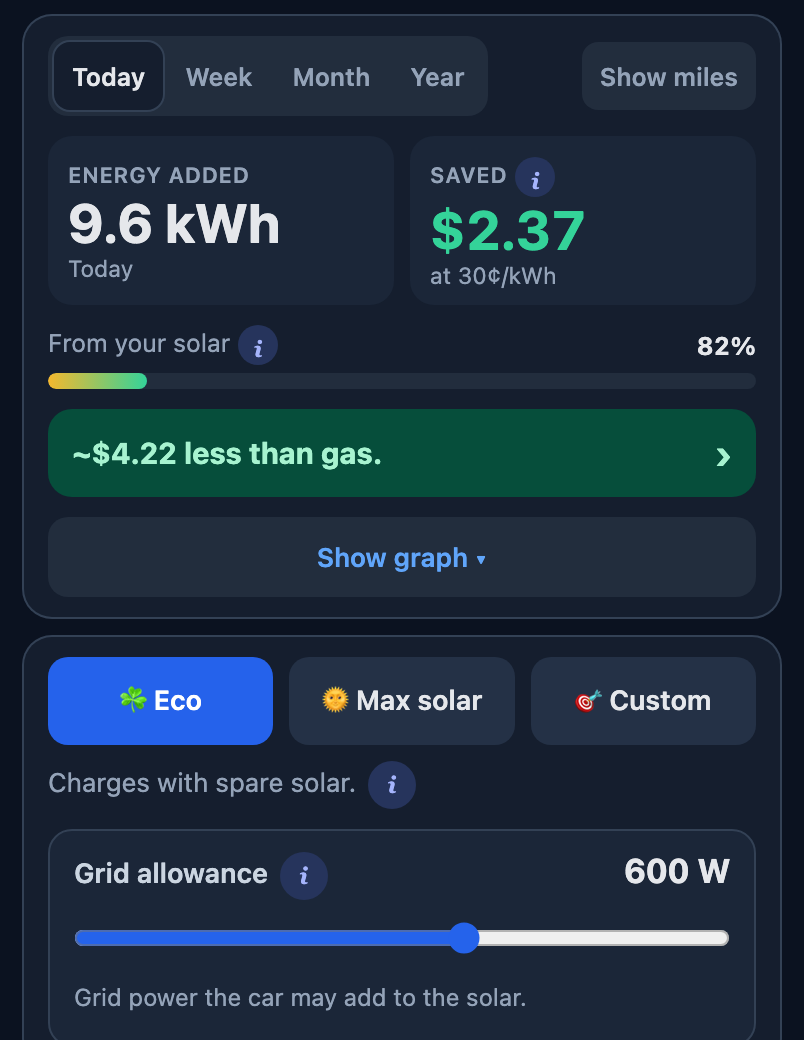 Today Week Month Year Show miles
ENERGY ADDED
9.6 kWh
Today
SAVED i
$2.37
at 30¢/kWh
From your solar i 82%
~$4.22 less than gas. ›
Show graph ▾
☘️ Eco 🌞 Max solar 🎯 Custom
Charges with spare solar. i
Grid allowance i 600 W
Grid power the car may add to the solar.